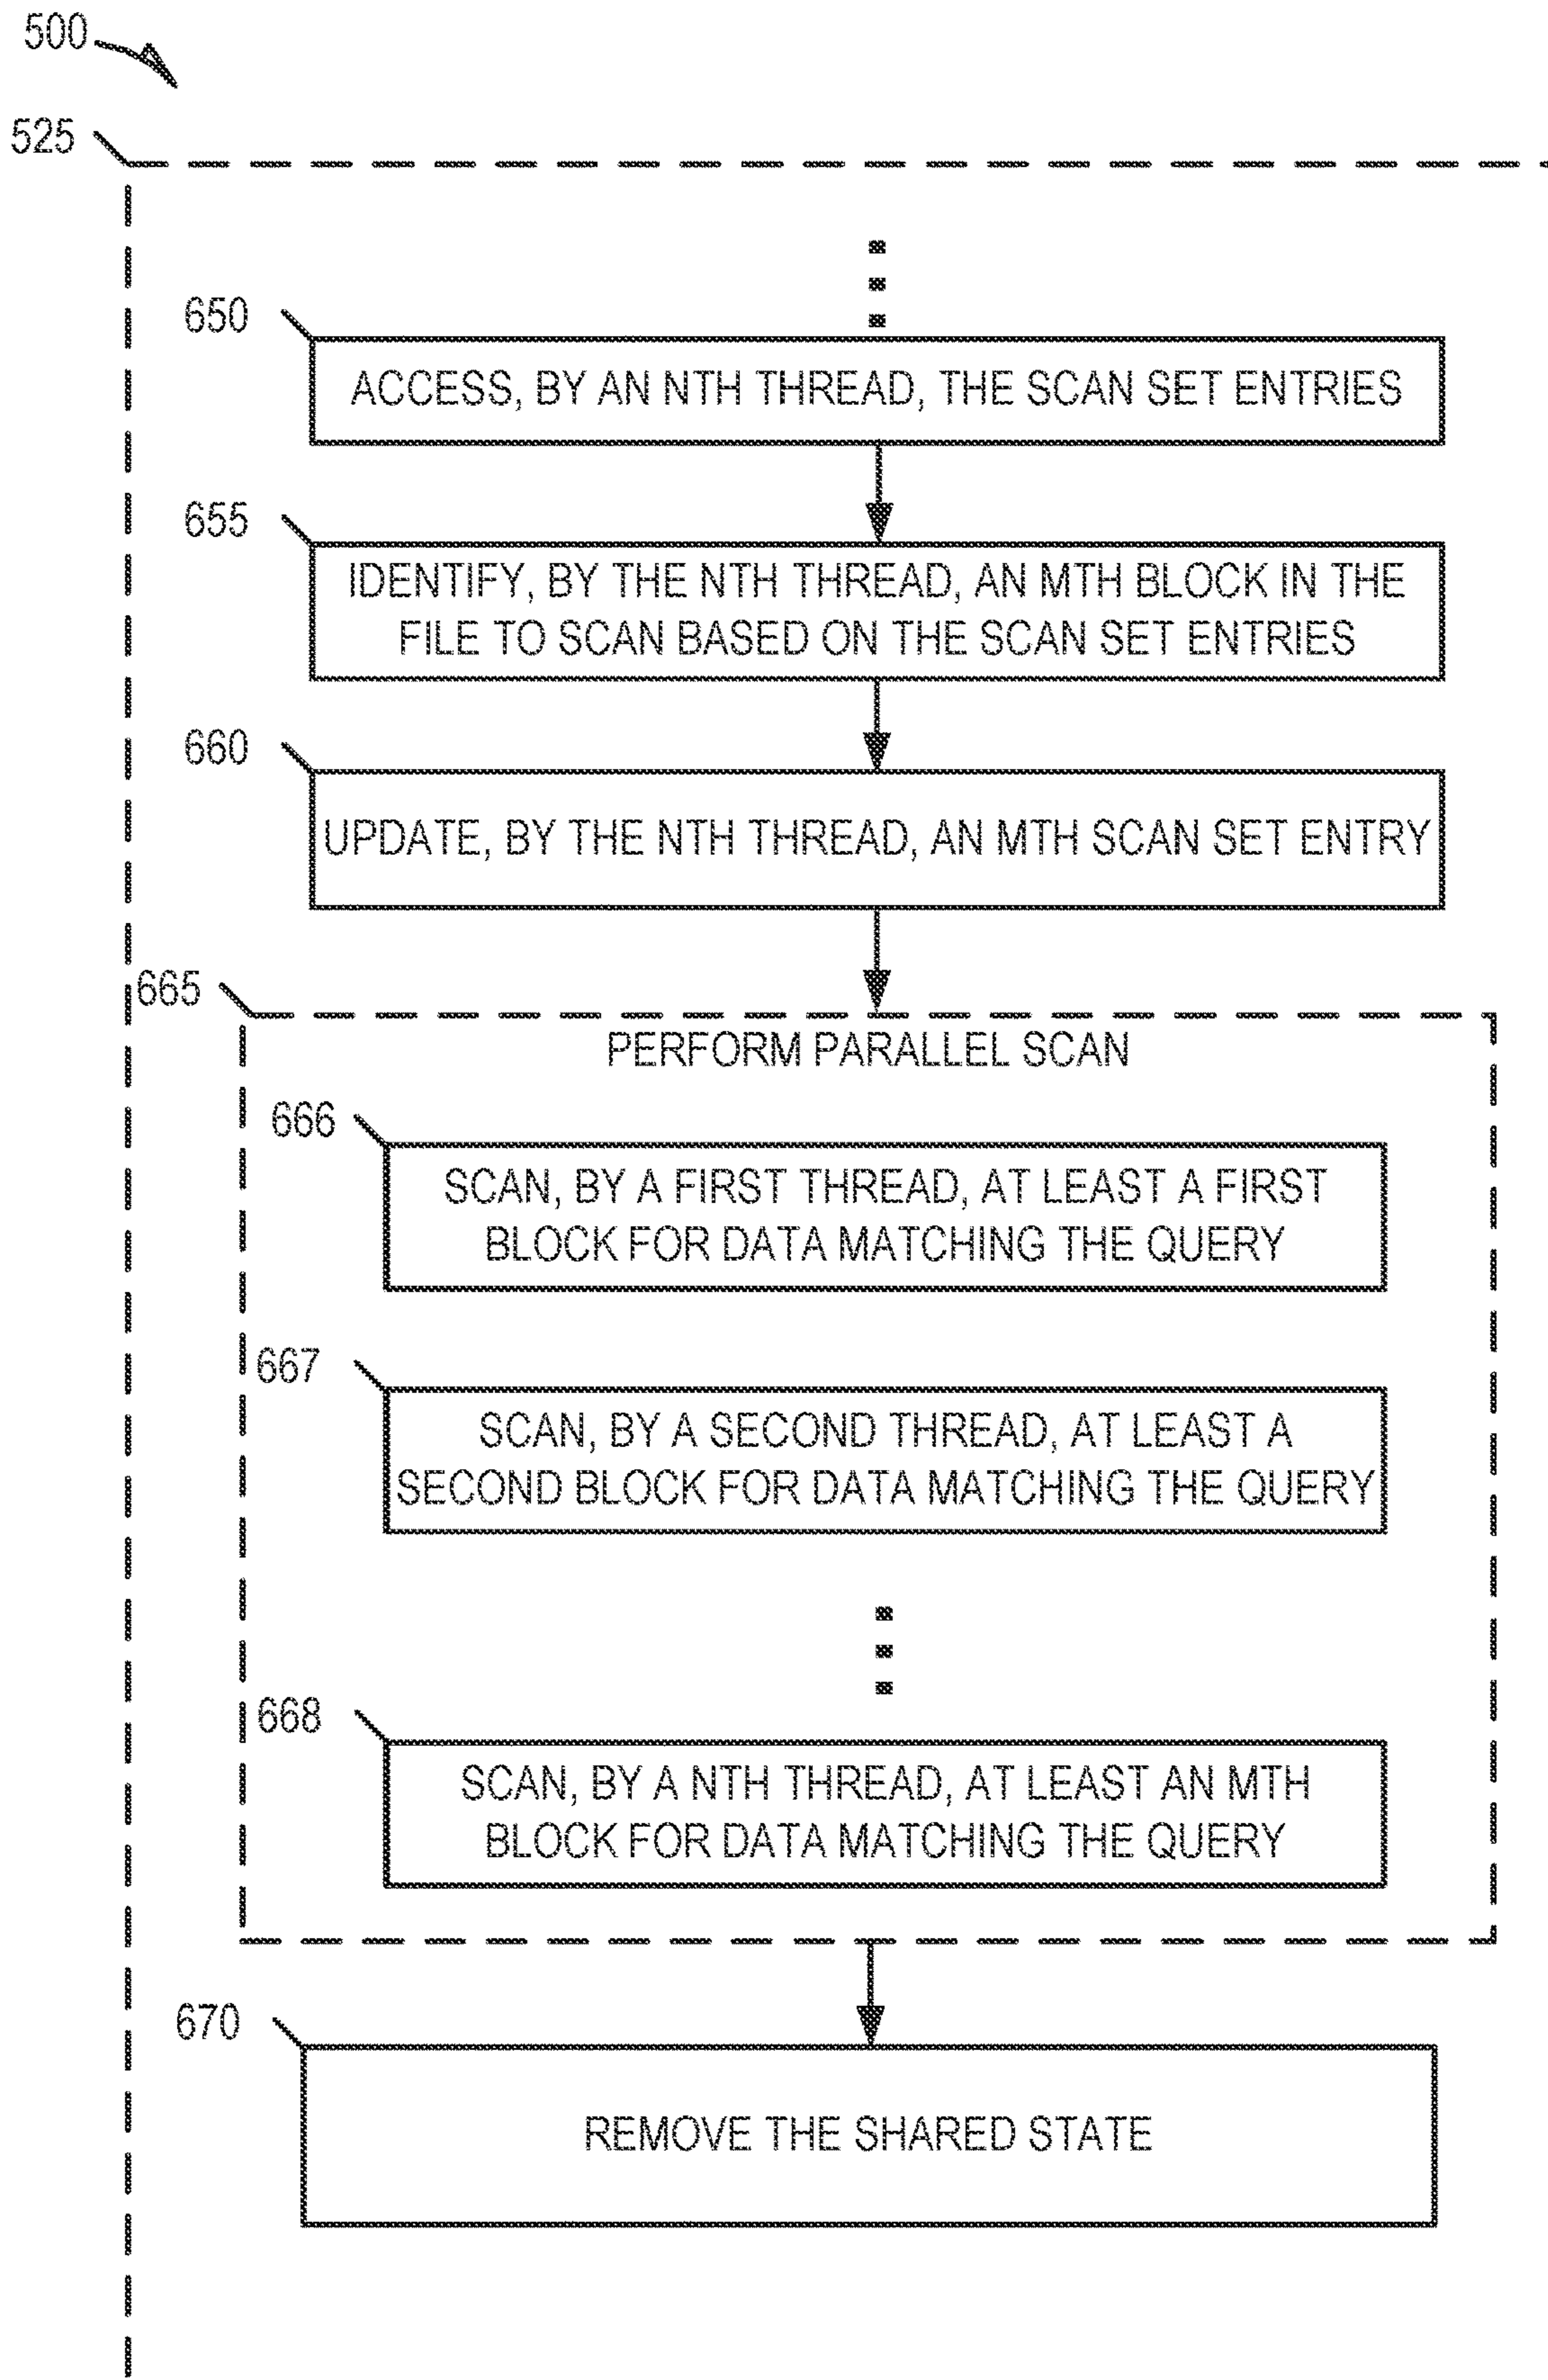 500
525
650
ACCESS, BY AN NTH THREAD, THE SCAN SET ENTRIES
655
IDENTIFY, BY THE NTH THREAD, AN MTH BLOCK IN THE
FILE TO SCAN BASED ON THE SCAN SET ENTRIES
660
UPDATE, BY THE NTH THREAD, AN MTH SCAN SET ENTRY
665
PERFORM PARALLEL SCAN
666
SCAN, BY A FIRST THREAD, AT LEAST A FIRST
BLOCK FOR DATA MATCHING THE QUERY
667
SCAN, BY A SECOND THREAD, AT LEAST A
SECOND BLOCK FOR DATA MATCHING THE QUERY
668
SCAN, BY A NTH THREAD, AT LEAST AN MTH
BLOCK FOR DATA MATCHING THE QUERY
670
REMOVE THE SHARED STATE